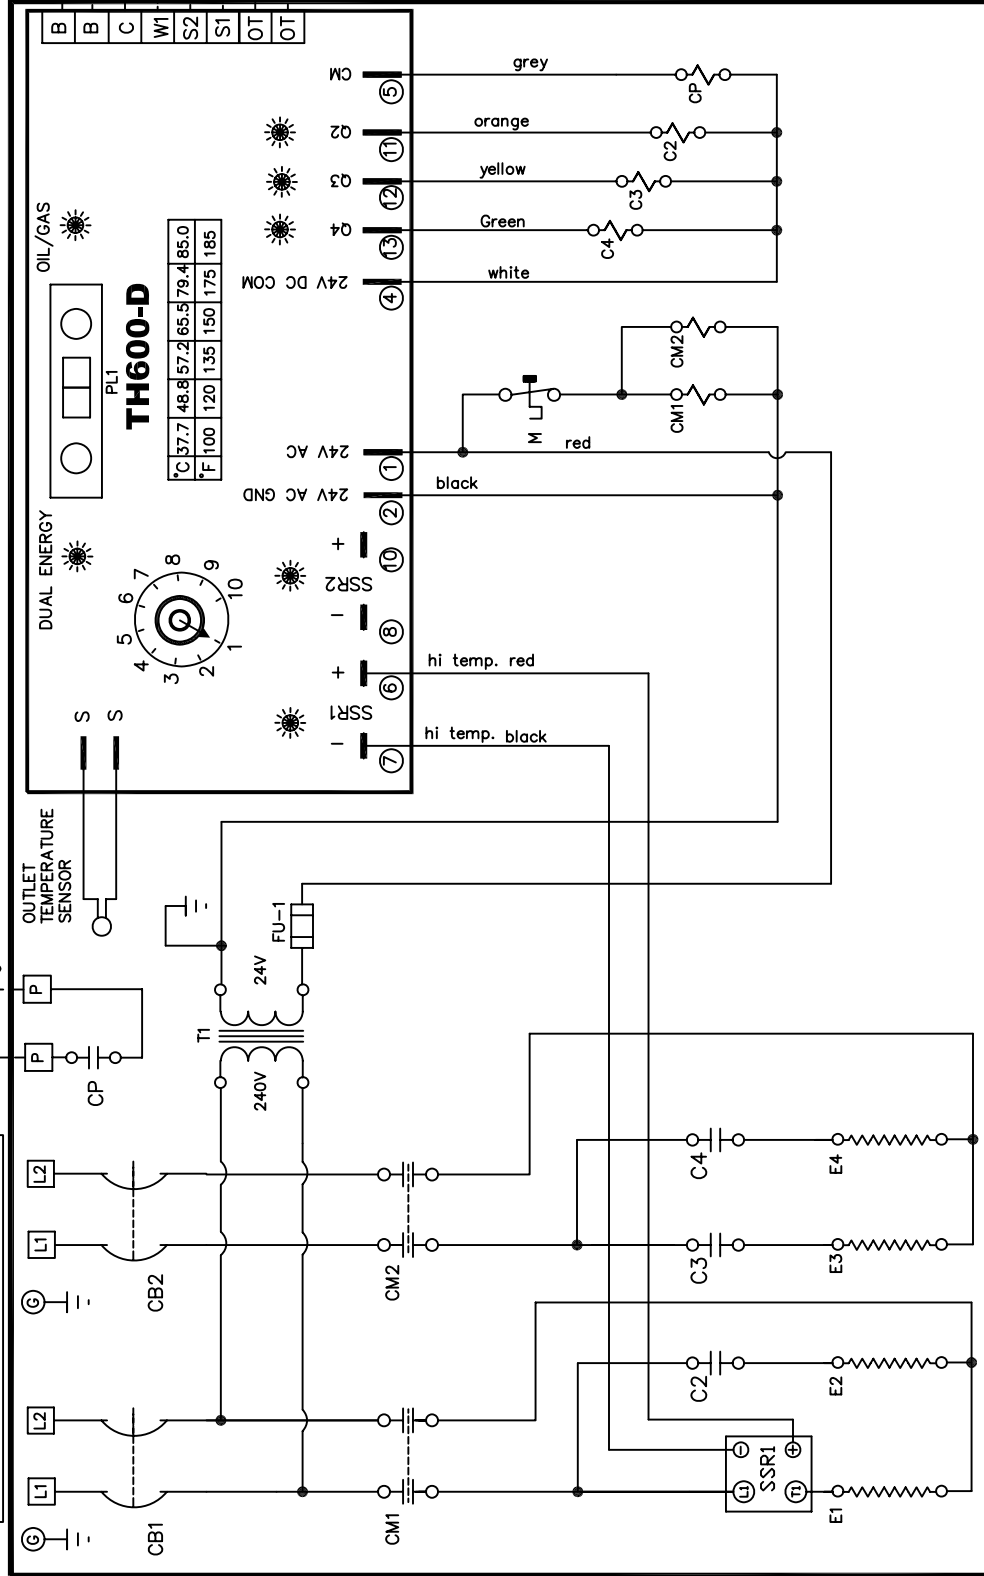 B
B
C
W1
S2
S1
OT
OT
OIL/GAS
DUAL ENERGY
PL1
TH600-D
°C 37.7 48.8 57.2 65.5 79.4 85.0
°F 100 120 135 150 175 185
1
2
3
4
5
6
7
8
9
10
S
S
OUTLET
TEMPERATURE
SENSOR
CM
Q2
Q3
Q4
24V DC COM
24V AC
24V AC GND
+
SSR2
-
+
SSR1
-
5
11
12
13
4
1
2
10
8
6
7
grey
orange
yellow
Green
white
red
black
hi temp. red
hi temp. black
CP
C2
C3
C4
CM2
CM1
M
P
P
CP
FU-1
24V
T1
240V
L2
L1
G
CB2
L2
L1
G
CB1
CM2
CM1
C4
C3
C2
E4
E3
E2
E1
SSR1
L1
T1
-
+